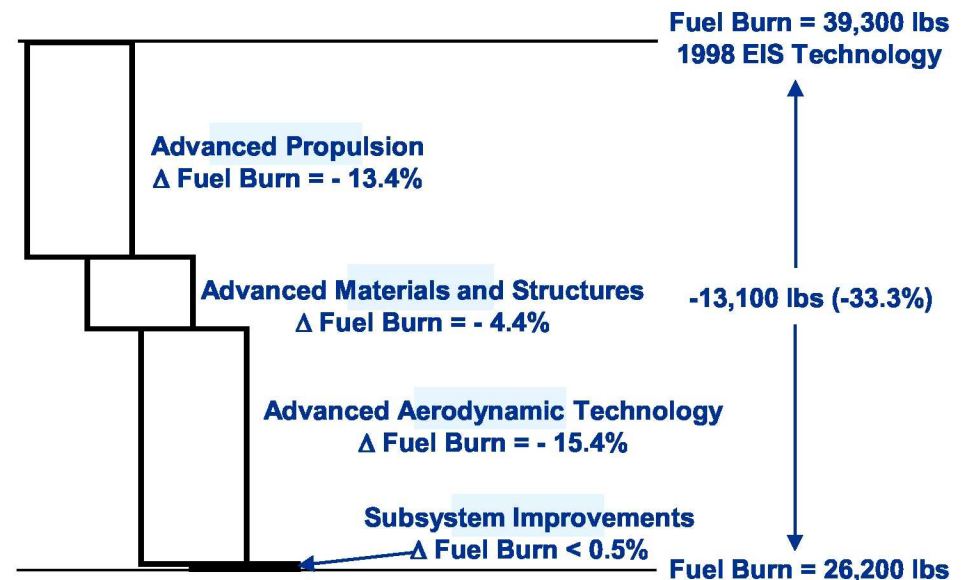 Fuel Burn = 39,300 lbs
1998 EIS Technology
Advanced Propulsion
Δ Fuel Burn = - 13.4%
Advanced Materials and Structures
Δ Fuel Burn = - 4.4%
-13,100 lbs (-33.3%)
Advanced Aerodynamic Technology
Δ Fuel Burn = - 15.4%
Subsystem Improvements
Δ Fuel Burn < 0.5%
Fuel Burn = 26,200 lbs